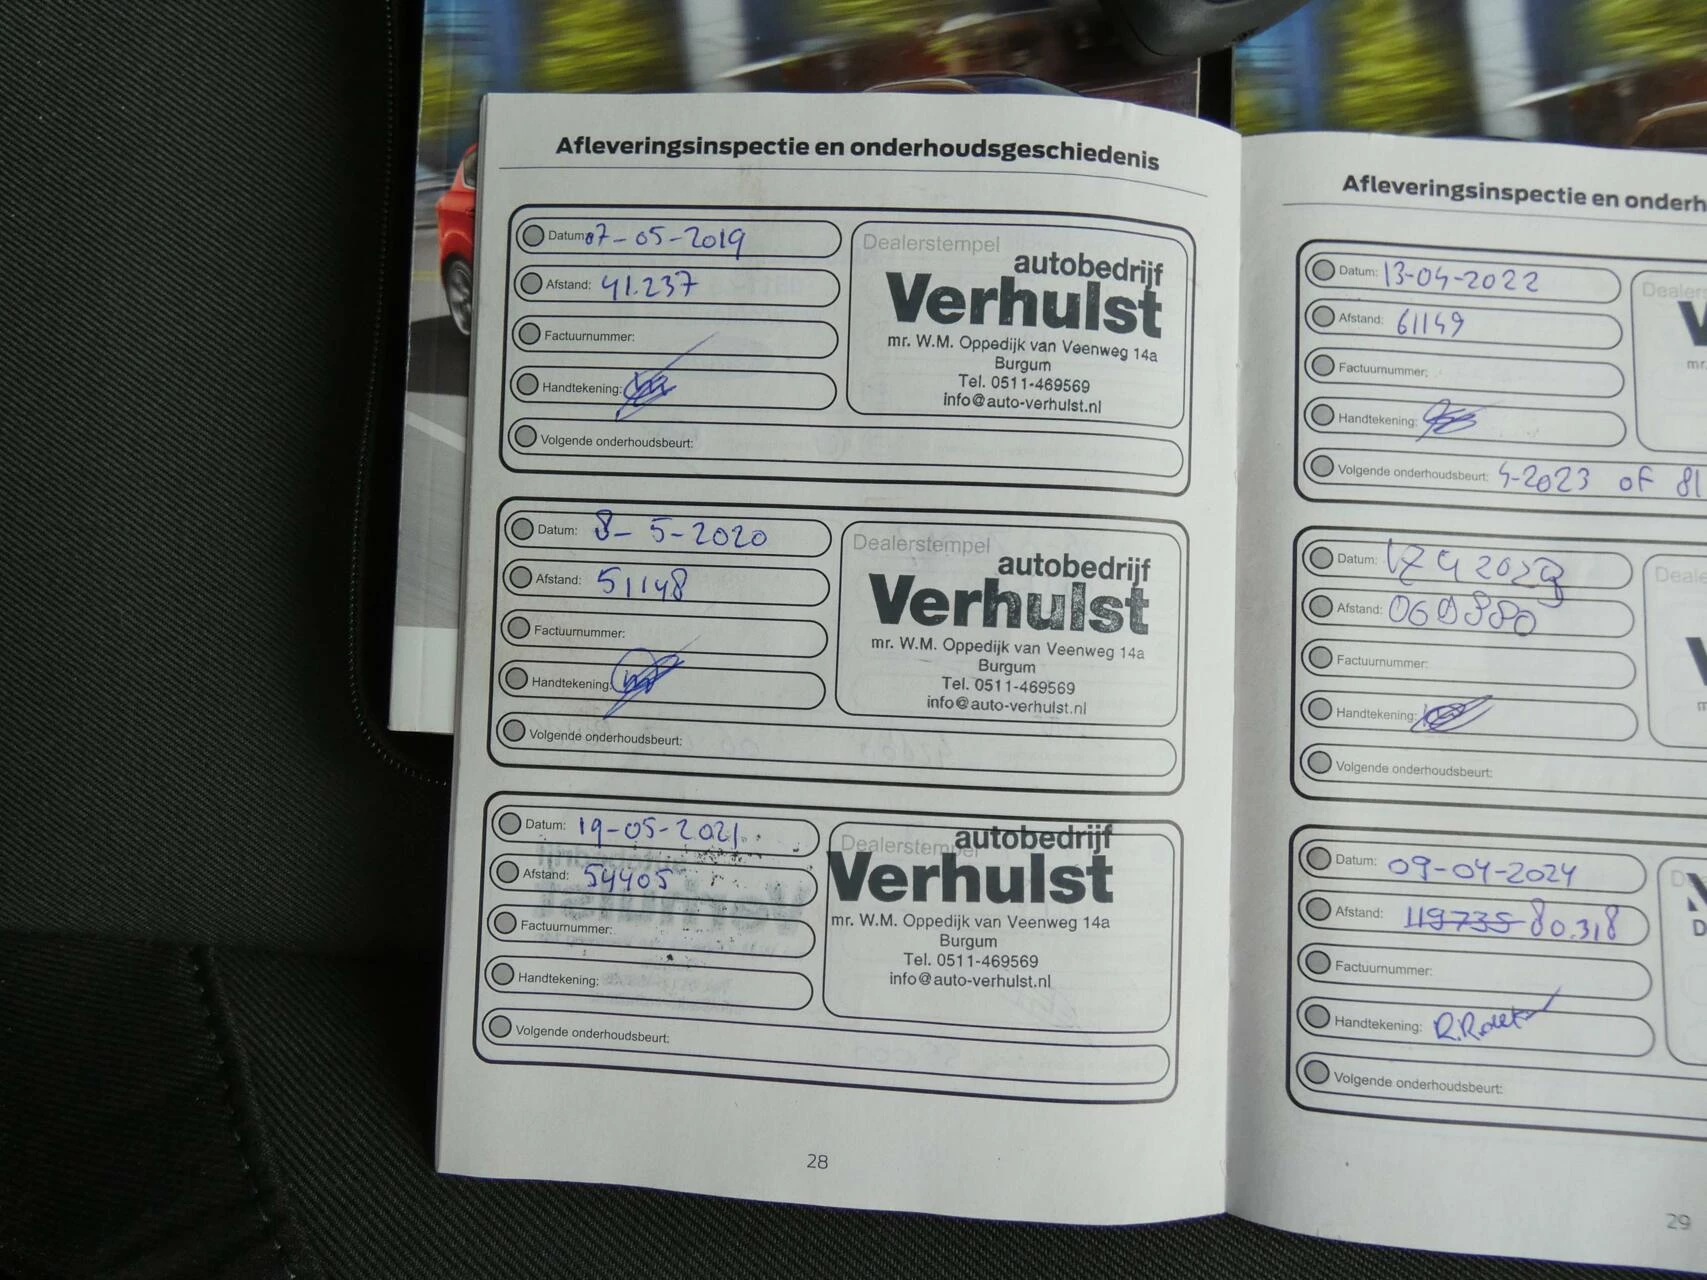 Afleveringsinspectie en onderhoudsgeschiedenis
Datum: 07-05-2019
Afstand: 41.237
Factuurnummer:
Handtekening:
Volgende onderhoudsbeurt:
Dealerstempel
autobedrijf
Verhulst
mr. W.M. Oppedijk van Veenweg 14a
Burgum
Tel. 0511-469569
info@auto-verhulst.nl
Datum: 8-5-2020
Afstand: 51148
Factuurnummer:
Handtekening:
Volgende onderhoudsbeurt:
Dealerstempel
autobedrijf
Verhulst
mr. W.M. Oppedijk van Veenweg 14a
Burgum
Tel. 0511-469569
info@auto-verhulst.nl
Datum: 19-05-2021
Afstand: 54405
Factuurnummer:
Handtekening:
Volgende onderhoudsbeurt:
Dealerstempel
autobedrijf
Verhulst
mr. W.M. Oppedijk van Veenweg 14a
Burgum
Tel. 0511-469569
info@auto-verhulst.nl
28
Afleveringsinspectie en onderh
Datum: 13-04-2022
Afstand: 61149
Factuurnummer:
Handtekening:
Volgende onderhoudsbeurt: 4-2023 of 81
Dealer
mr.
Datum:
Afstand:
Factuurnummer:
Handtekening:
Volgende onderhoudsbeurt:
Deale
Datum: 09-04-2024
Afstand: 119735 80.318
Factuurnummer:
Handtekening:
Volgende onderhoudsbeurt:
29